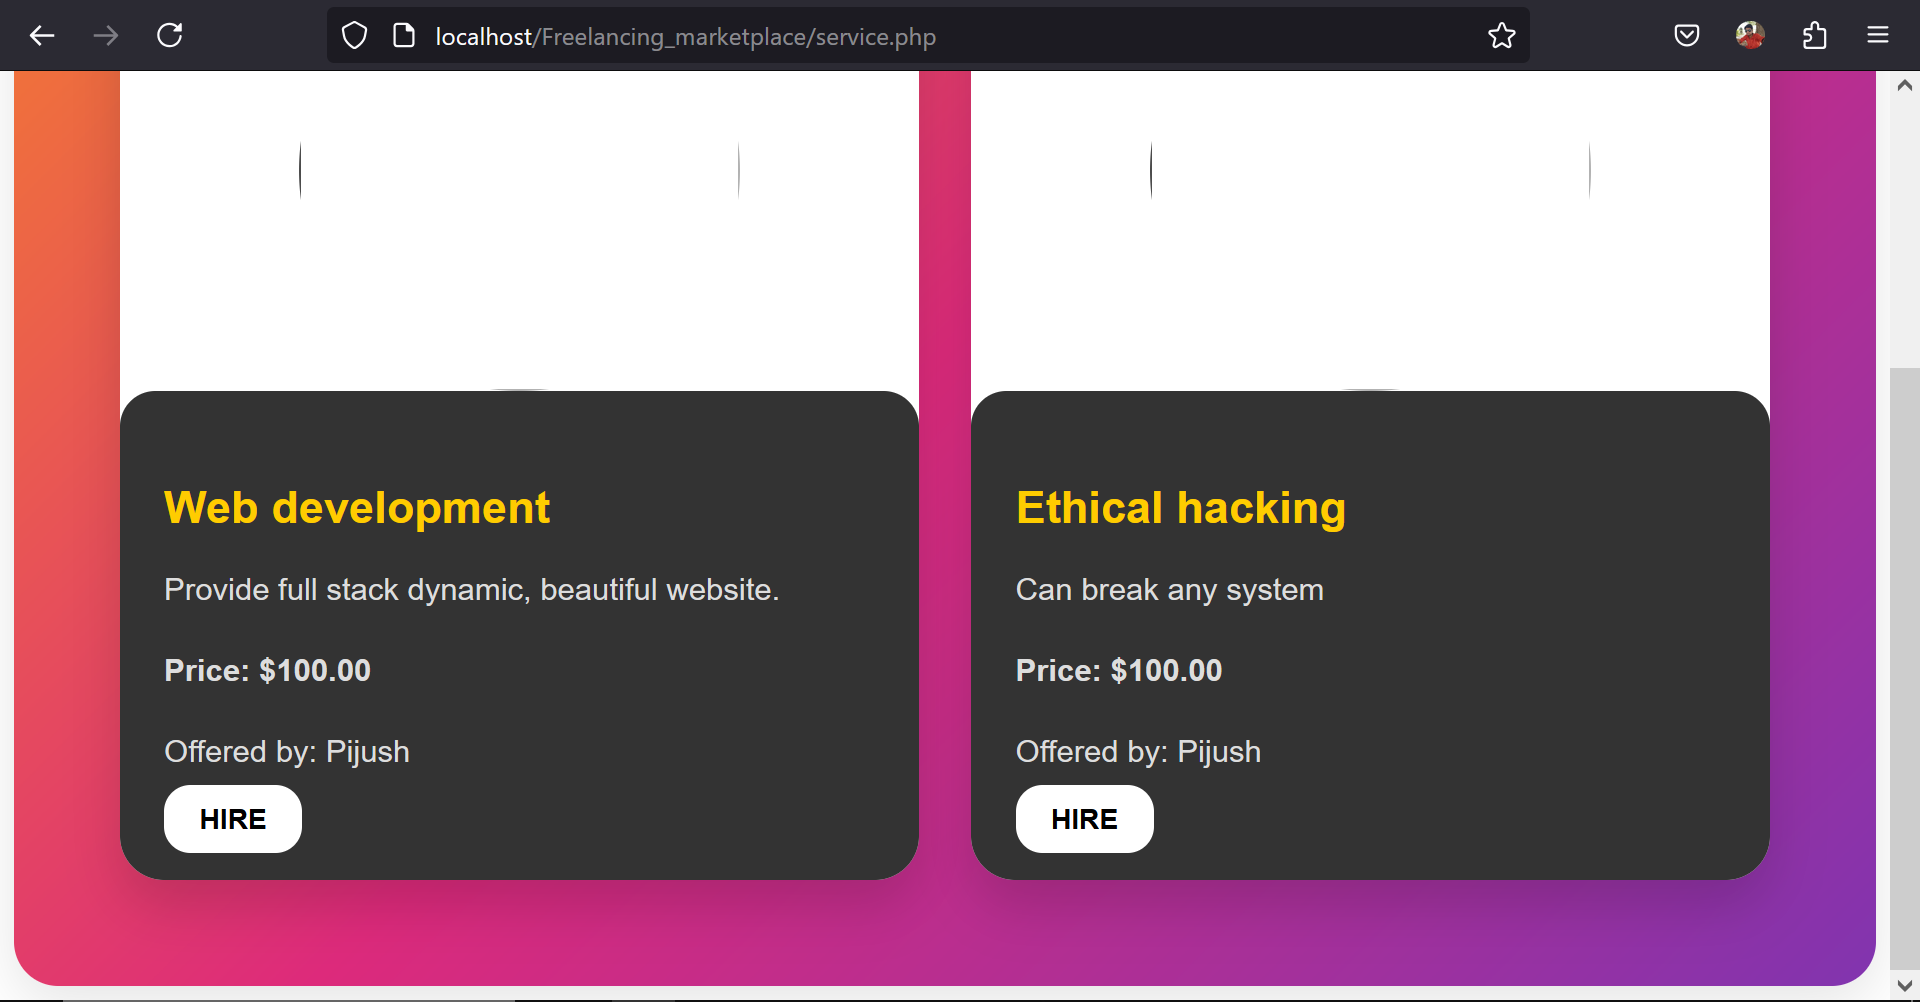 localhost/Freelancing_marketplace/service.php
Web development
Provide full stack dynamic, beautiful website.
Price: $100.00
Offered by: Pijush
HIRE
Ethical hacking
Can break any system
Price: $100.00
Offered by: Pijush
HIRE